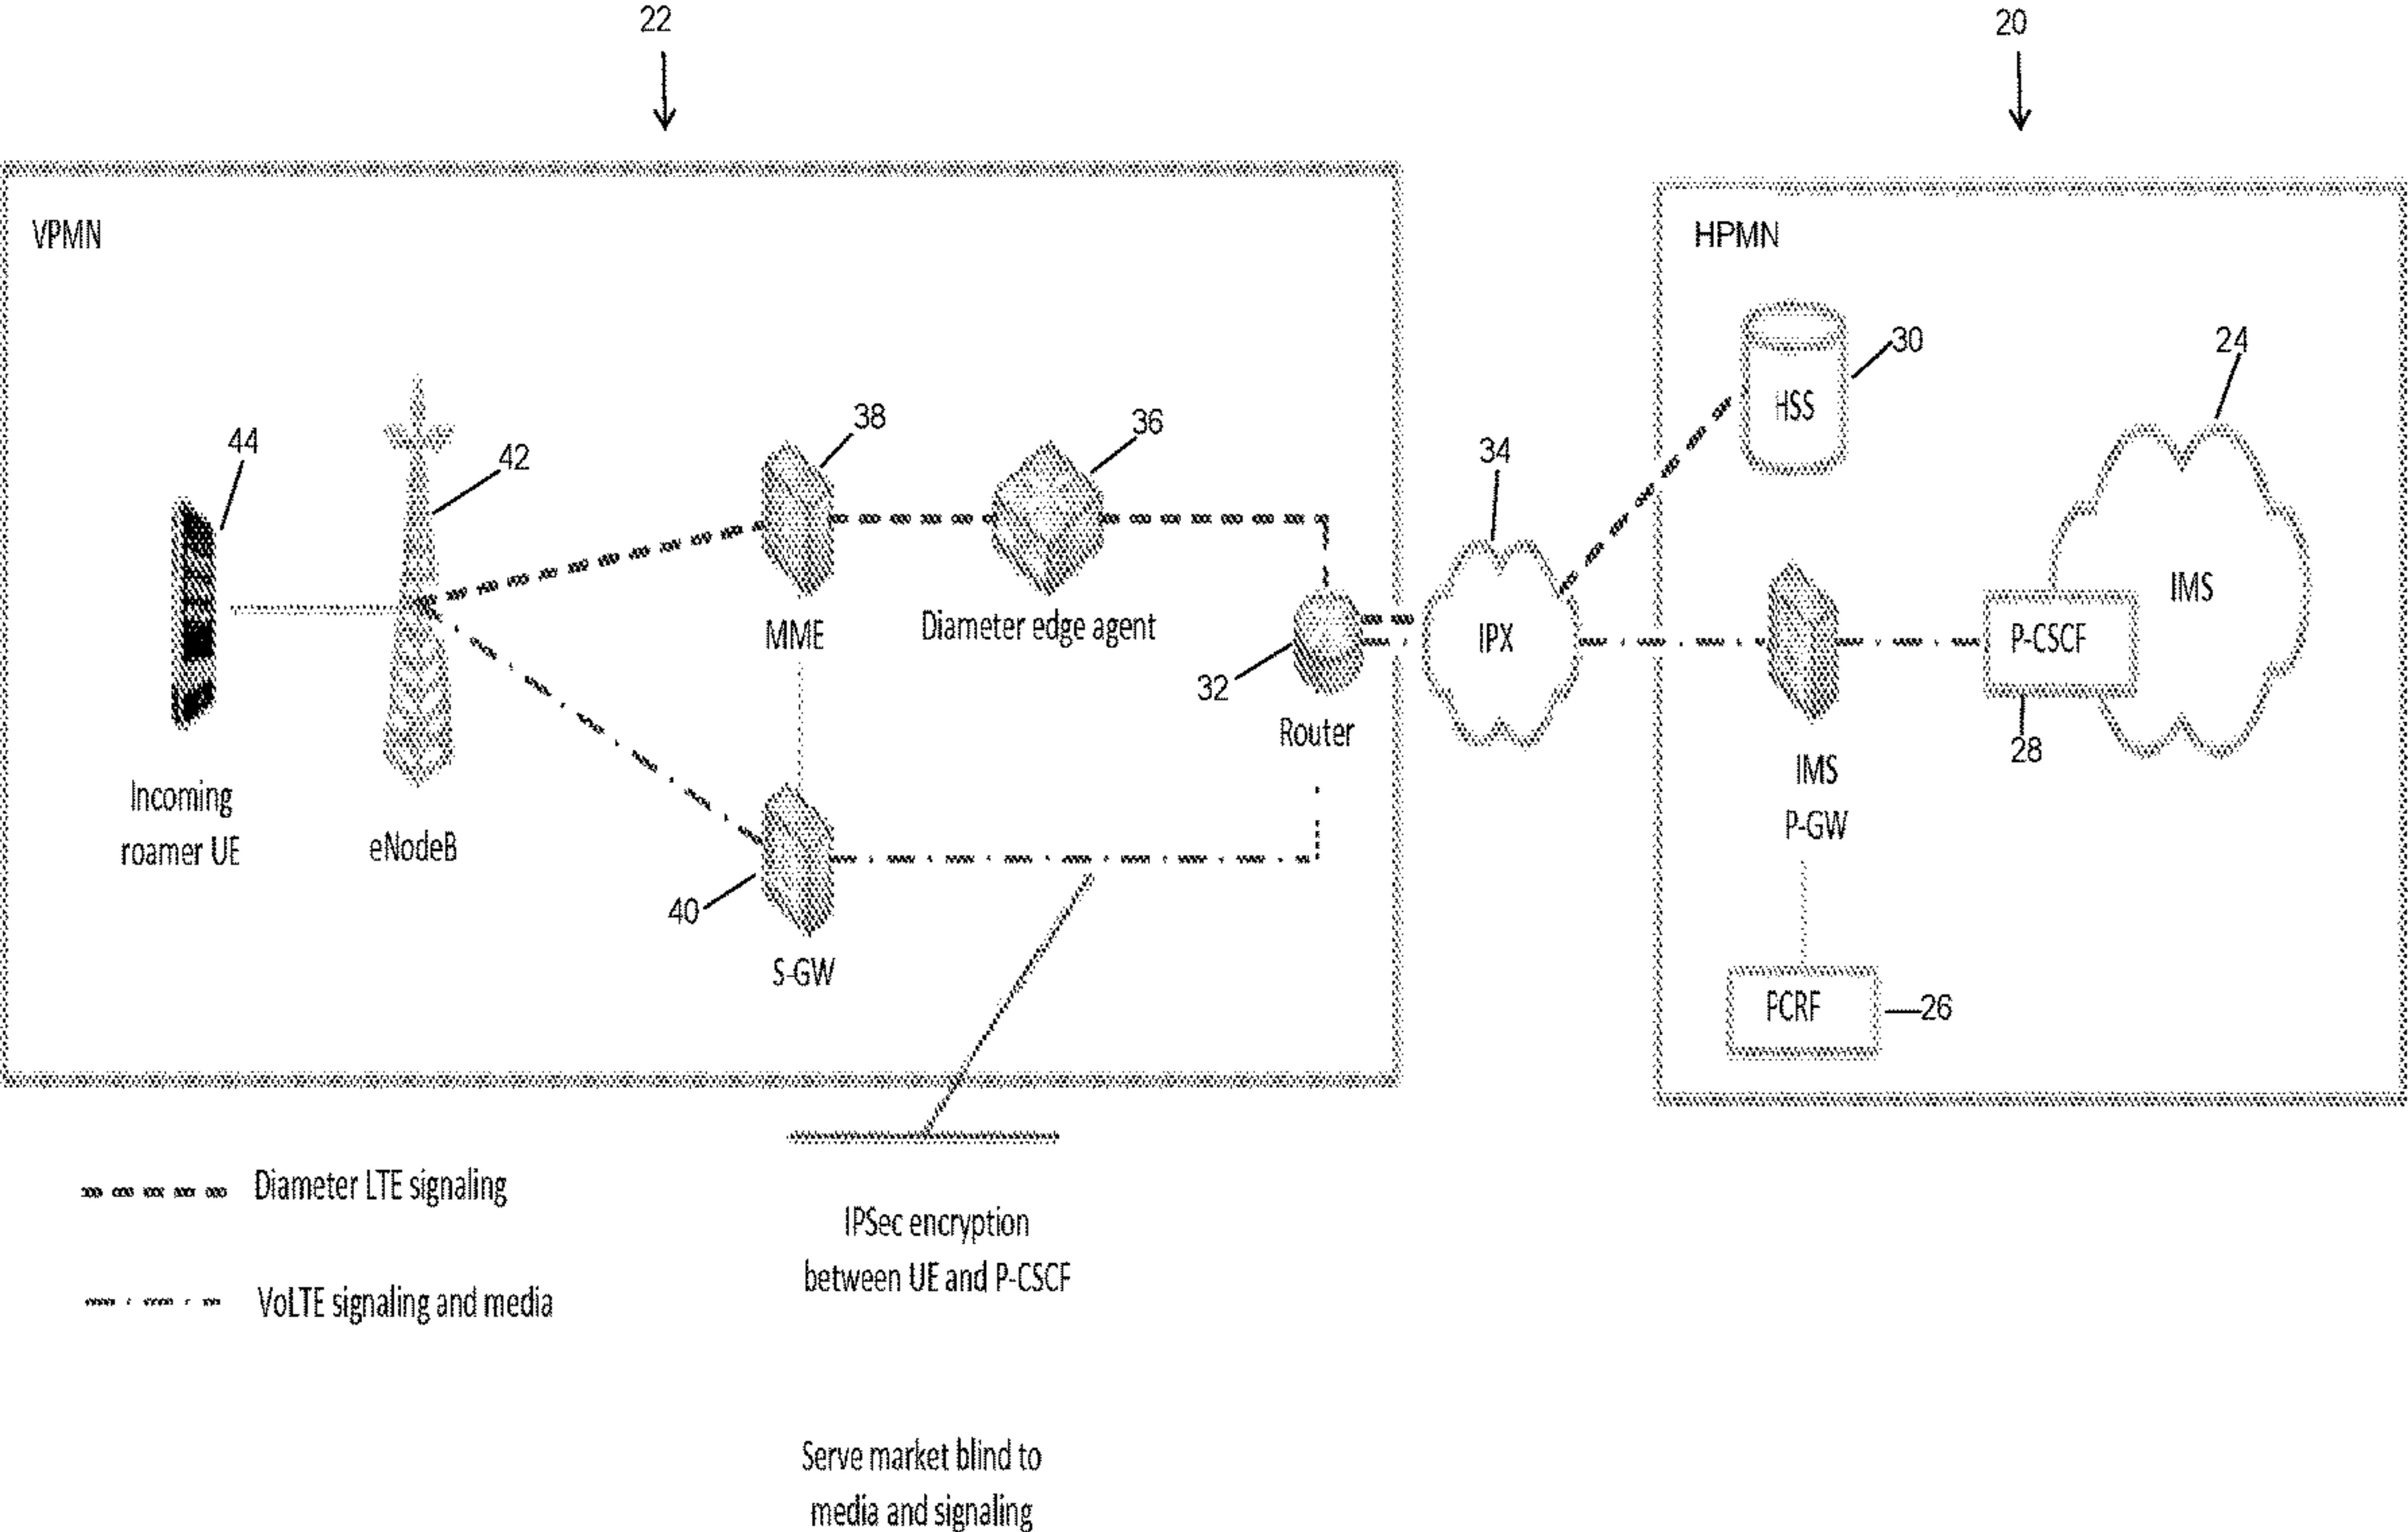 22
20
VPMN
HPMN
30
24
HSS
38
36
34
44
42
IMS
MME
Diameter edge agent
IPX
P-CSCF
32
Router
28
IMS
P-GW
Incoming
roamer UE
eNodeB
40
S-GW
PCRF
26
Diameter LTE signaling
IPSec encryption
between UE and P-CSCF
VoLTE signaling and media
Serve market blind to
media and signaling